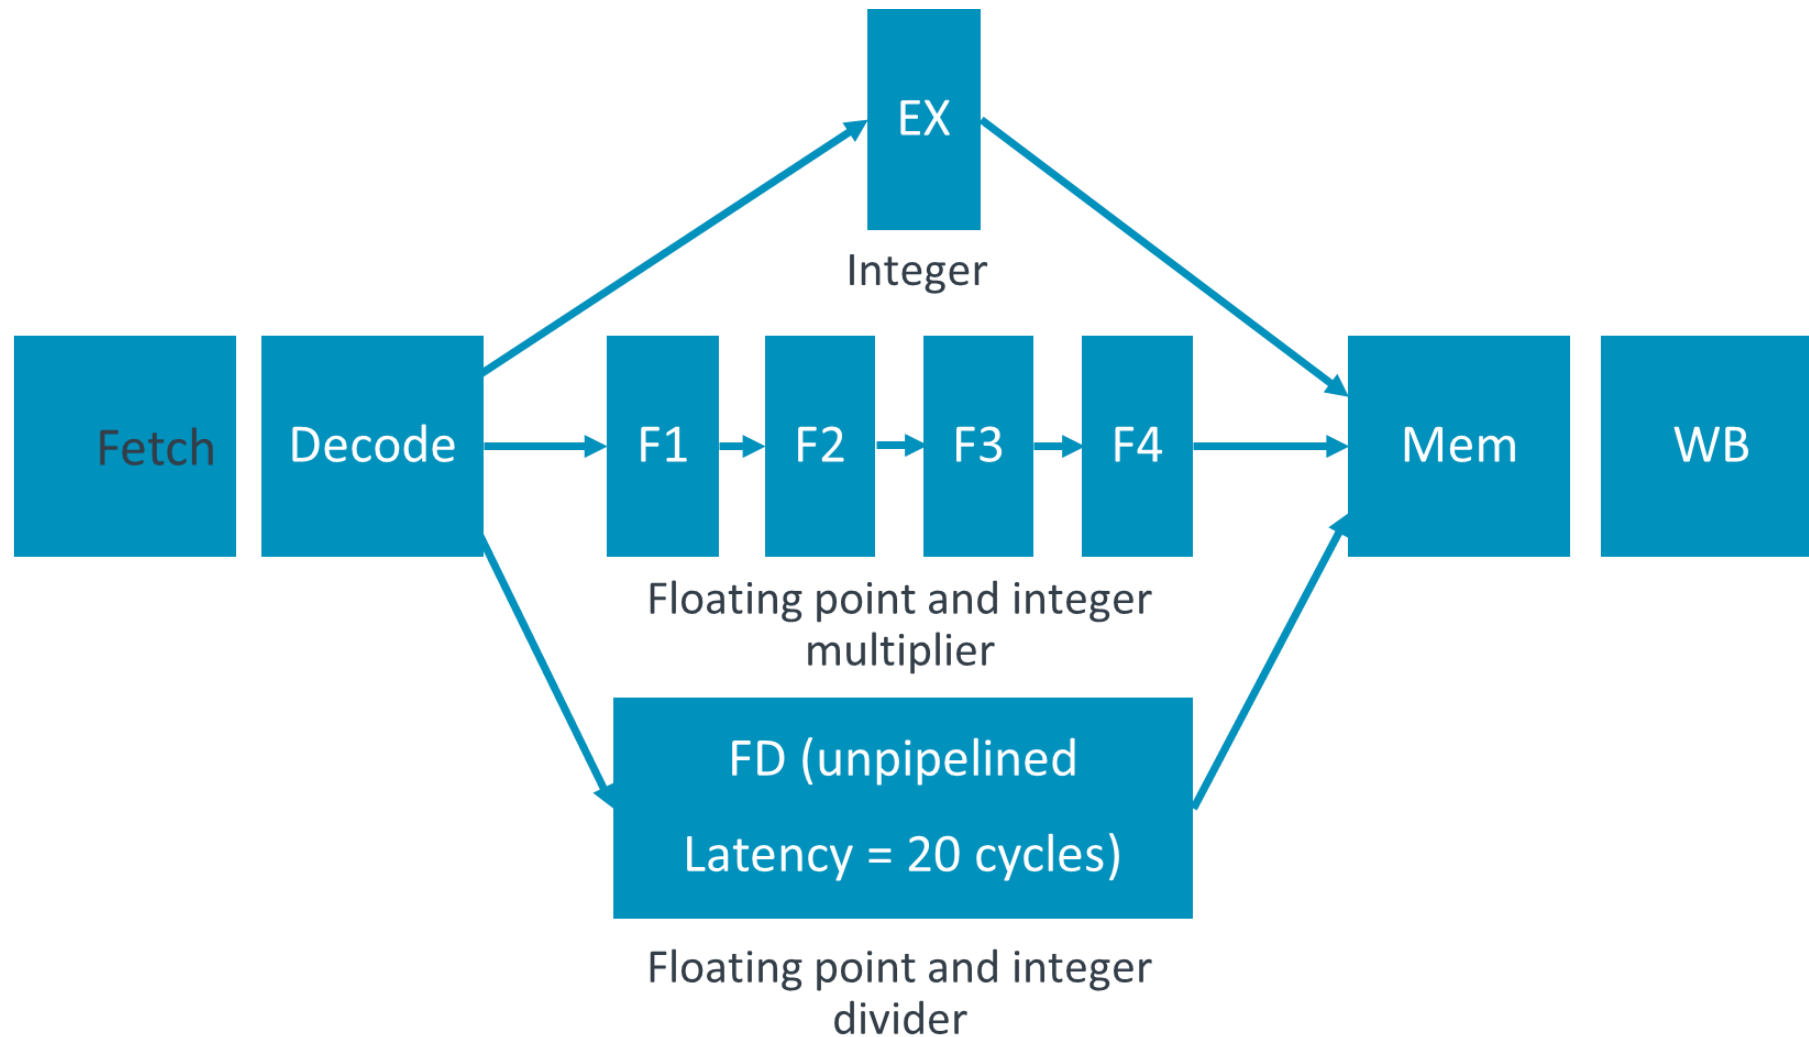 EX
Integer
Fetch
Decode
F1
F2
F3
F4
Mem
WB
Floating point and integer
multiplier
FD (unpipelined
Latency = 20 cycles)
Floating point and integer
divider